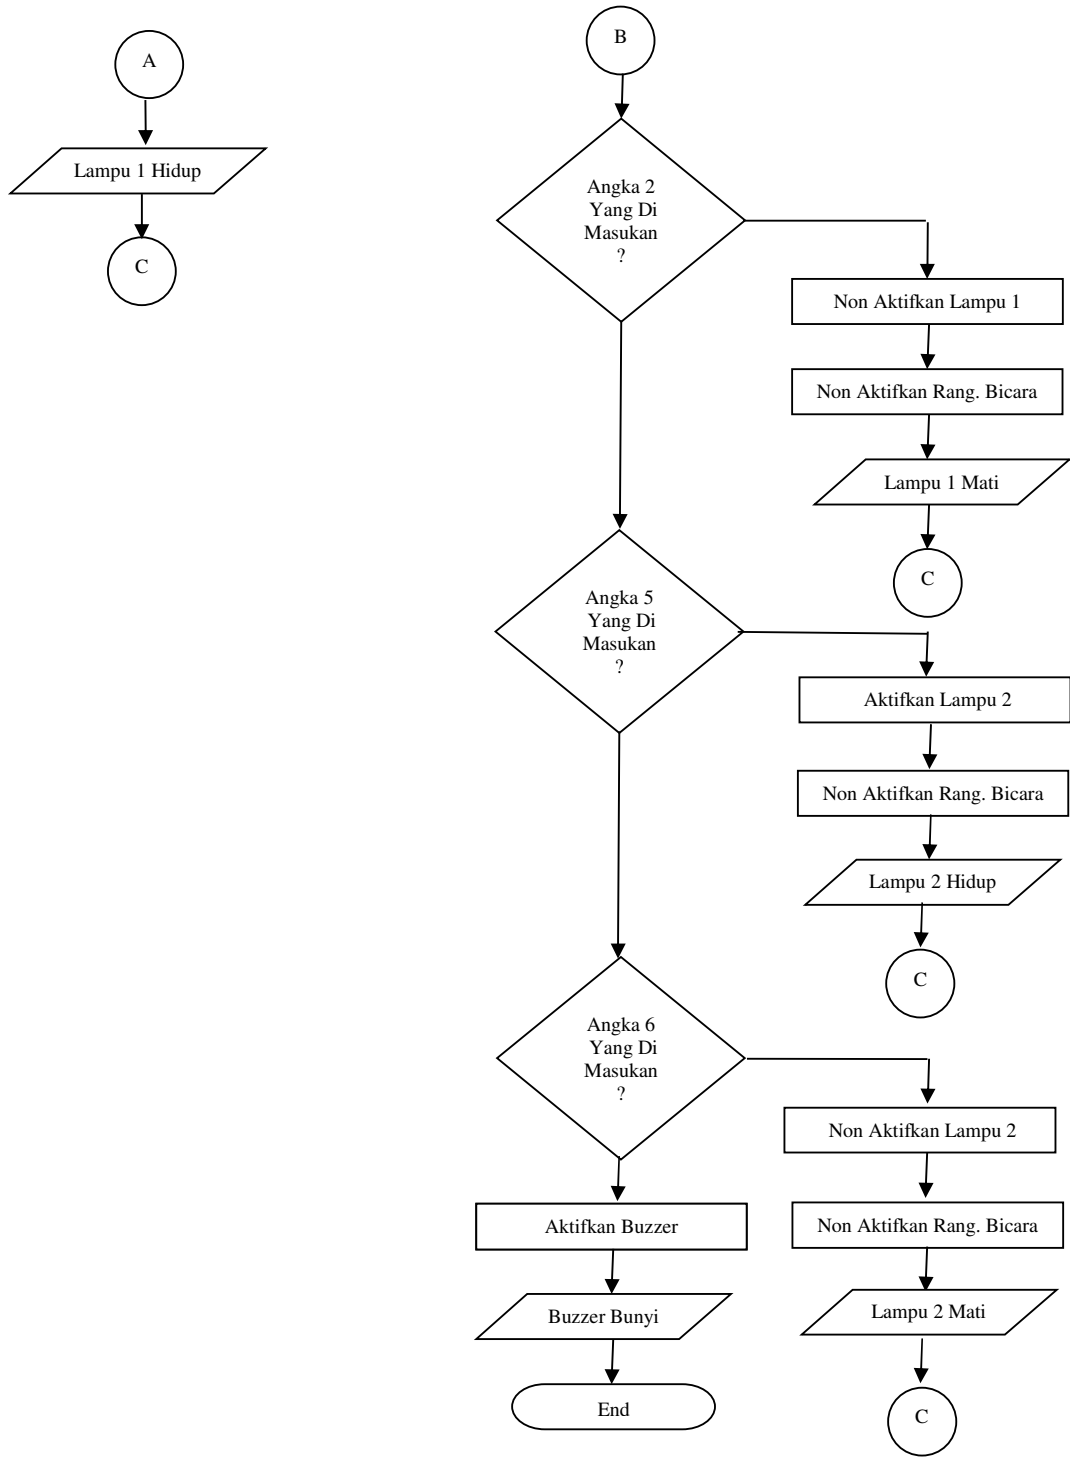 A
Lampu 1 Hidup
C
B
Angka 2
Yang Di
Masukan
?
Non Aktifkan Lampu 1
Non Aktifkan Rang. Bicara
Lampu 1 Mati
C
Angka 5
Yang Di
Masukan
?
Aktifkan Lampu 2
Non Aktifkan Rang. Bicara
Lampu 2 Hidup
C
Angka 6
Yang Di
Masukan
?
Non Aktifkan Lampu 2
Non Aktifkan Rang. Bicara
Lampu 2 Mati
C
Aktifkan Buzzer
Buzzer Bunyi
End